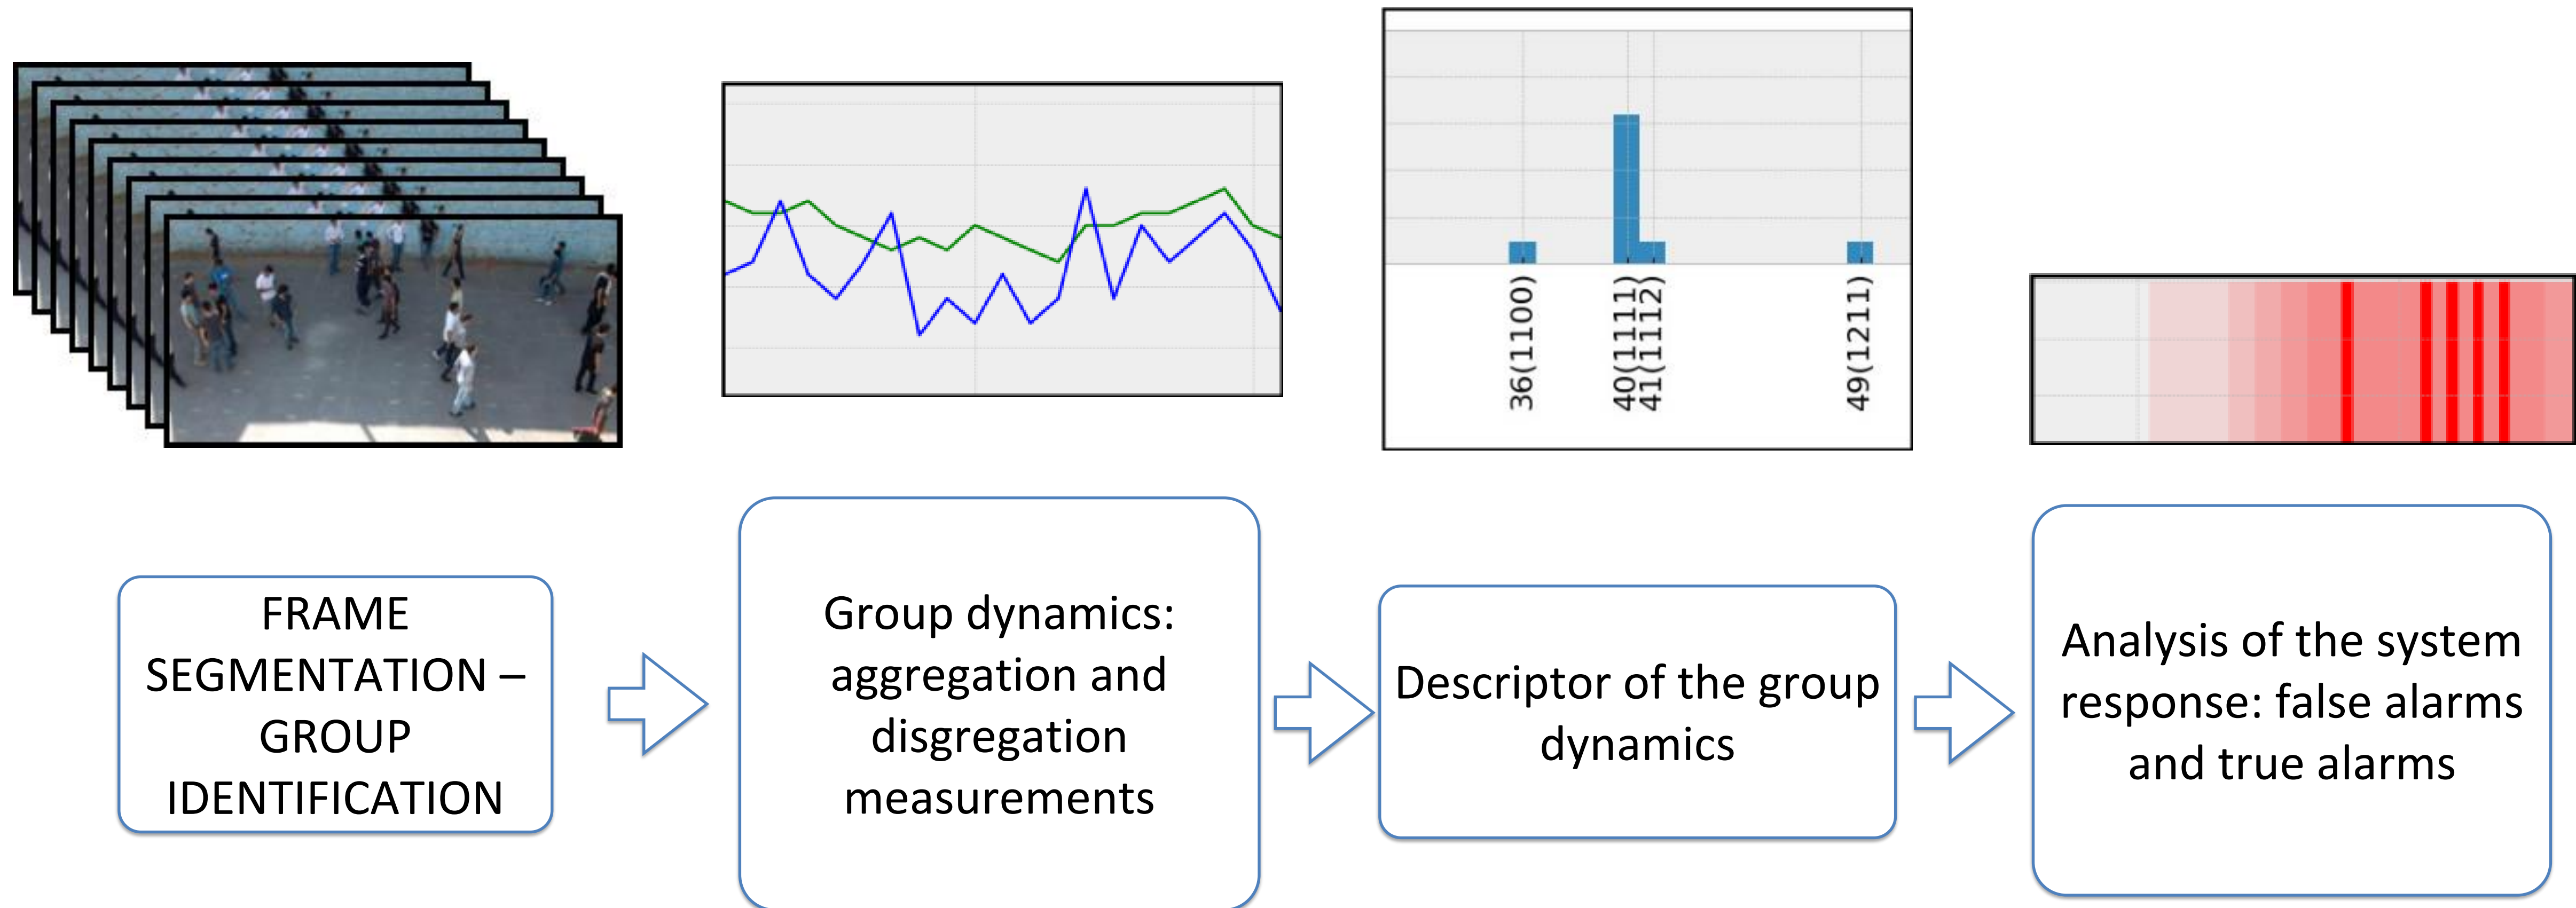 36(1100)
40(1111)
41(1112)
49(1211)
FRAME
SEGMENTATION –
GROUP
IDENTIFICATION
Group dynamics:
aggregation and
disgregation
measurements
Descriptor of the group
dynamics
Analysis of the system
response: false alarms
and true alarms